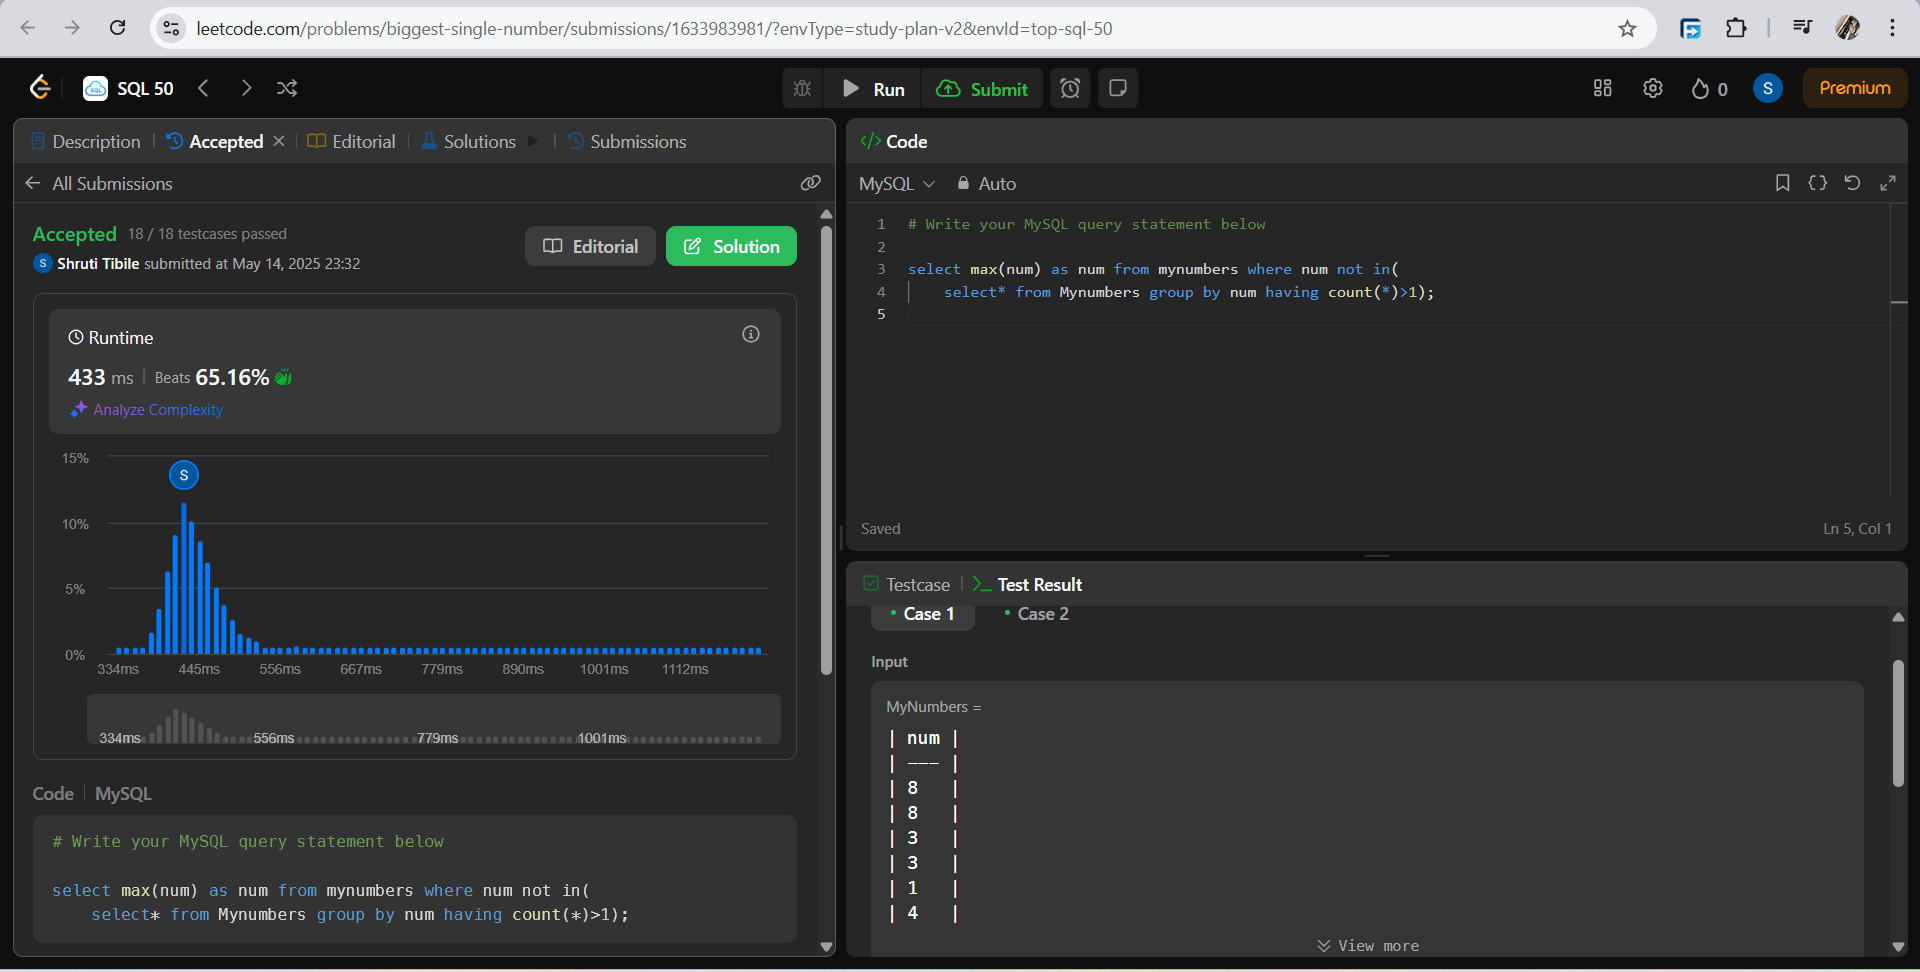 leetcode.com/problems/biggest-single-number/submissions/1633983981/?envType=study-plan-v2&envId=top-sql-50
SQL 50
Run
Submit
0
S
Premium
Description
Accepted
Editorial
Solutions
Submissions
All Submissions
Accepted 18 / 18 testcases passed
S Shruti Tibile submitted at May 14, 2025 23:32
Editorial
Solution
Runtime
433 ms | Beats 65.16%
Analyze Complexity
15%
10%
5%
0%
S
334ms 445ms 556ms 667ms 779ms 890ms 1001ms 1112ms
334ms 556ms 779ms 1001ms
Code | MySQL
# Write your MySQL query statement below
select max(num) as num from mynumbers where num not in(
select* from Mynumbers group by num having count(*)>1);
</> Code
MySQL
Auto
1 # Write your MySQL query statement below
2
3 select max(num) as num from mynumbers where num not in(
4 select* from Mynumbers group by num having count(*)>1);
5
Saved
Ln 5, Col 1
Testcase
>_ Test Result
Case 1
Case 2
Input
MyNumbers =
| num |
| --- |
| 8 |
| 8 |
| 3 |
| 3 |
| 1 |
| 4 |
View more